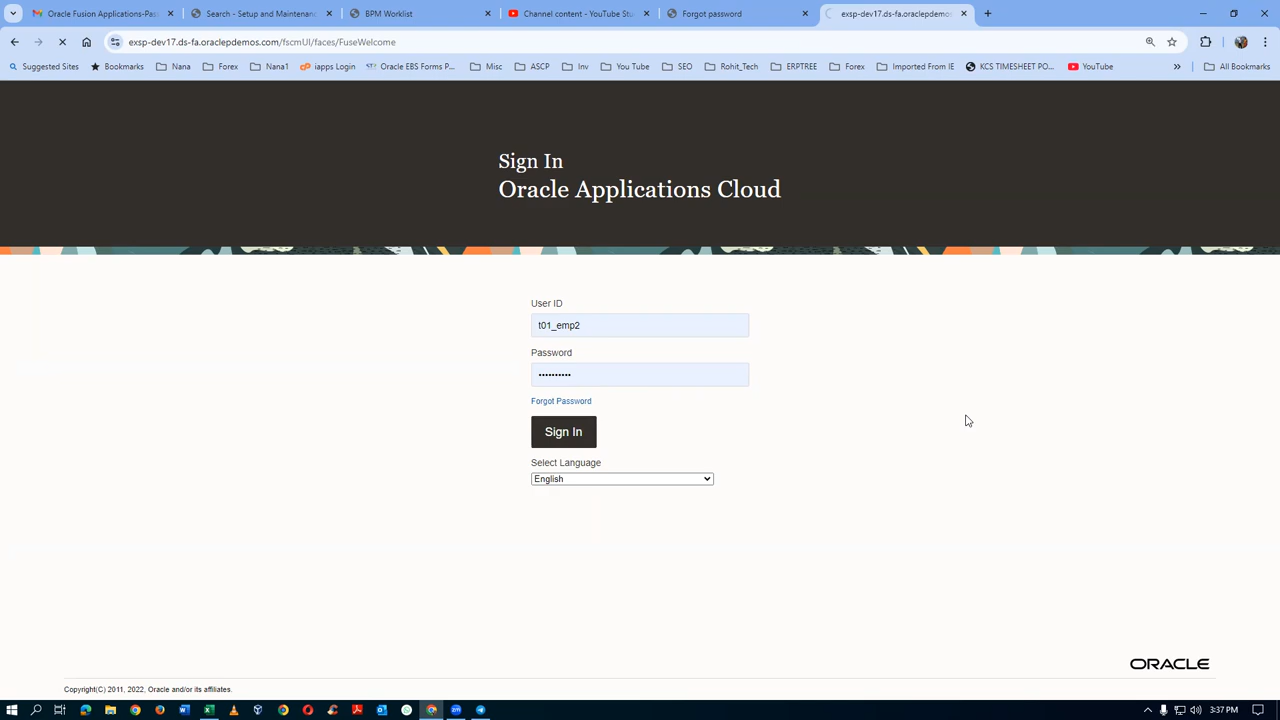 Oracle Fusion Applications-Pas
Search - Setup and Maintenan
BPM Worklist
Channel content - YouTube Stu
Forgot password
exsp-dev17.ds-fa.oraclepdemos.
exsp-dev17.ds-fa.oraclepdemos.com/fscmUI/faces/FuseWelcome
Suggested Sites
Bookmarks
Nana
Forex
Nana1
iapps Login
Oracle EBS Forms P...
Misc
ASCP
Inv
You Tube
SEO
Rohit_Tech
ERPTREE
Forex
Imported From IE
KCS TIMESHEET PO...
YouTube
All Bookmarks
Sign In
Oracle Applications Cloud
User ID
t01_emp2
Password
••••••••••
Forgot Password
Sign In
Select Language
English
ORACLE
Copyright(C) 2011, 2022, Oracle and/or its affiliates.
3:37 PM